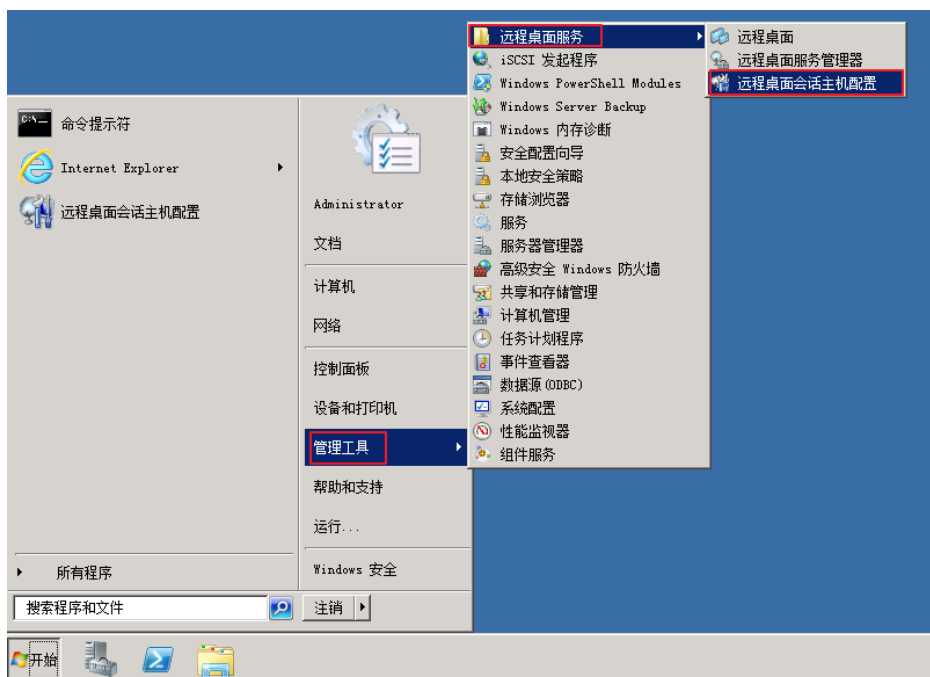 命令提示符
Internet Explorer
远程桌面会话主机配置
所有程序
搜索程序和文件
Administrator
文档
计算机
网络
控制面板
设备和打印机
管理工具
帮助和支持
运行...
Windows 安全
注销
远程桌面服务
iSCSI 发起程序
Windows PowerShell Modules
Windows Server Backup
Windows 内存诊断
安全配置向导
本地安全策略
存储浏览器
服务
服务器管理器
高级安全 Windows 防火墙
共享和存储管理
计算机管理
任务计划程序
事件查看器
数据源(ODBC)
系统配置
性能监视器
组件服务
远程桌面
远程桌面服务管理器
远程桌面会话主机配置
开始